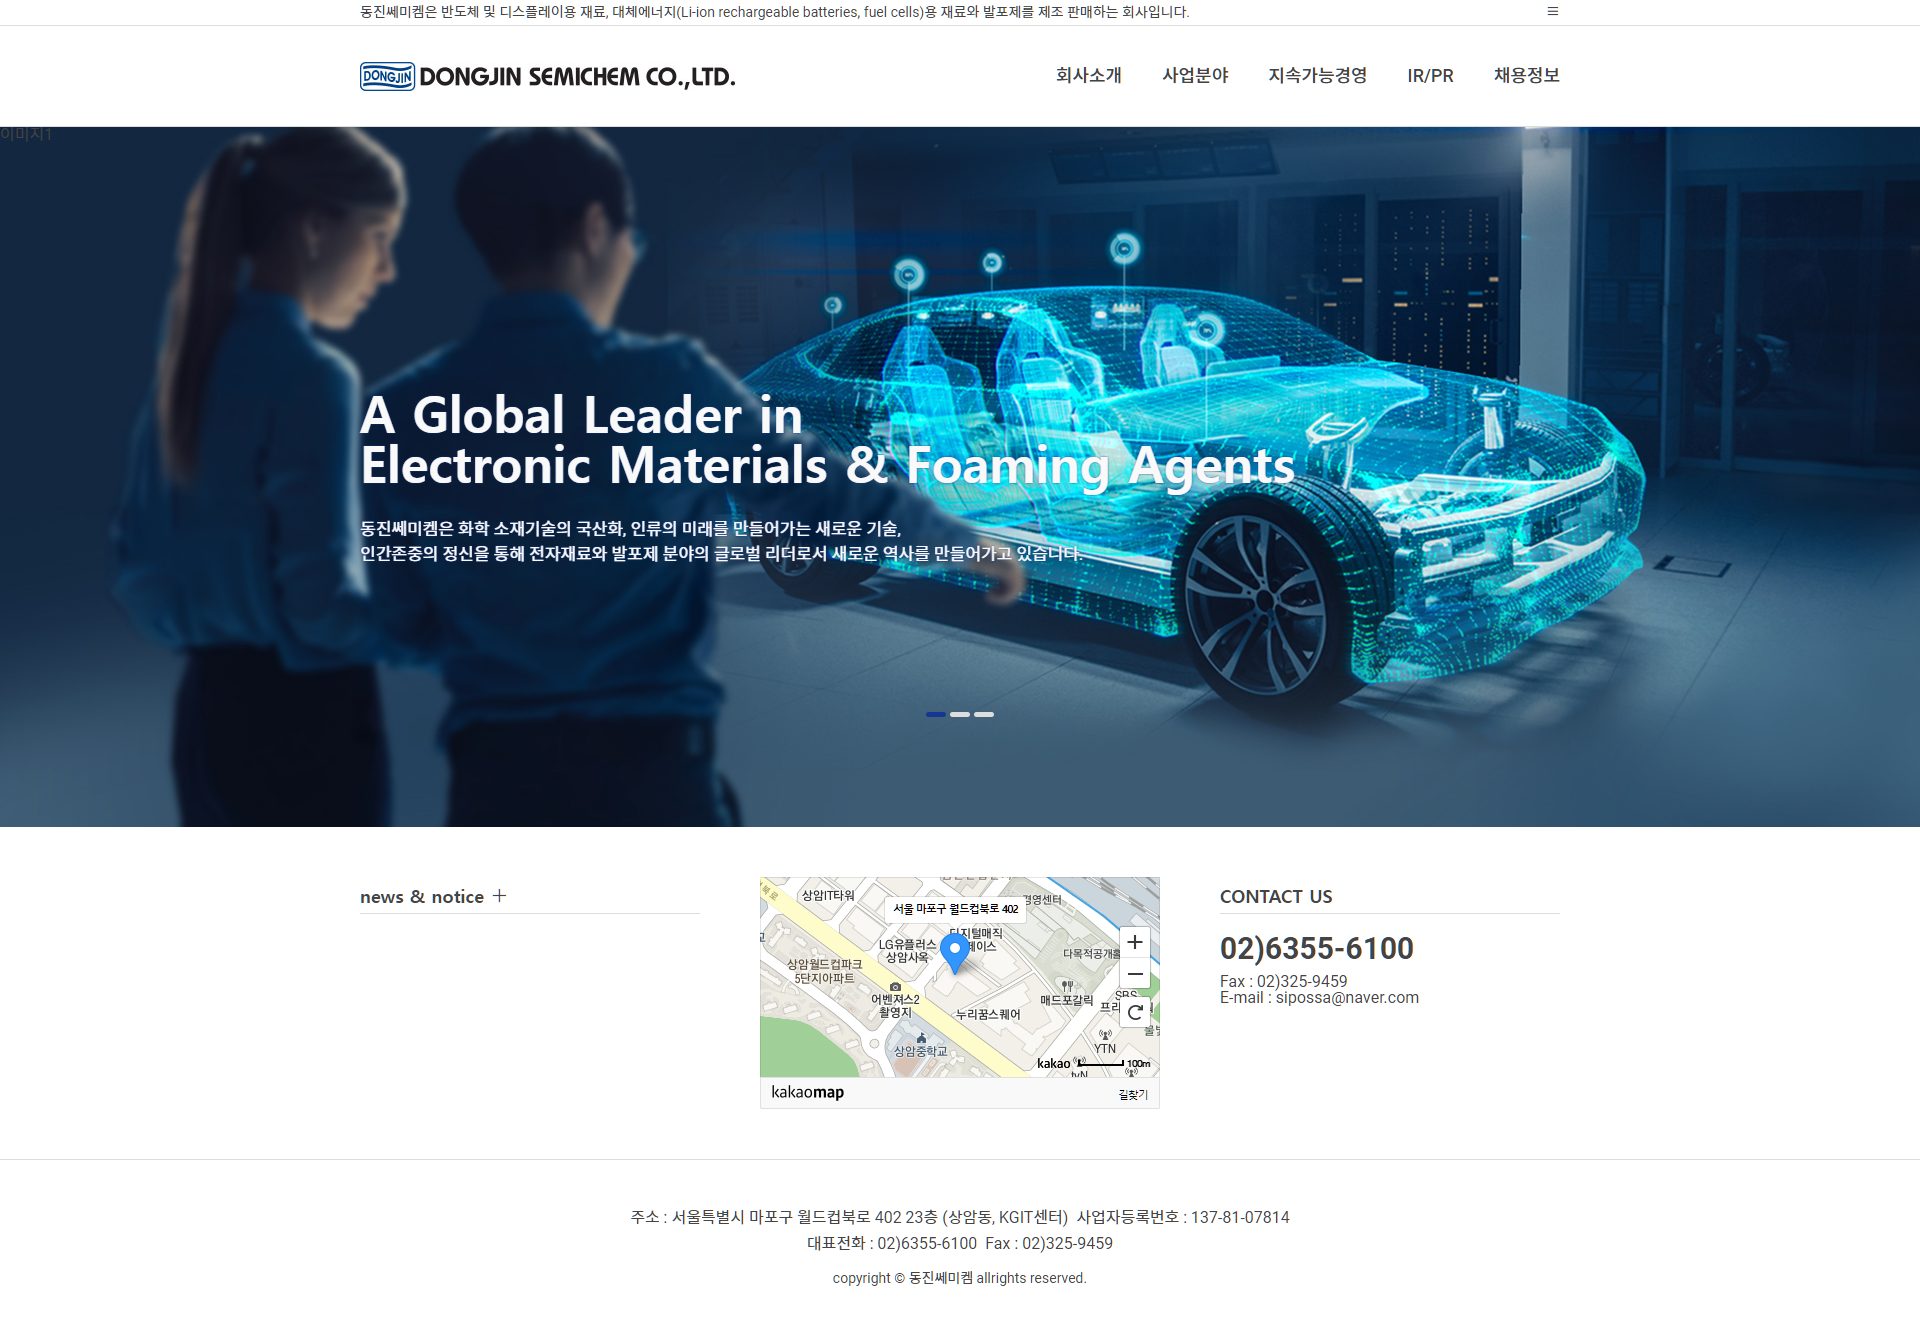 동진쎄미켐은 반도체 및 디스플레이용 재료, 대체에너지(Li-ion rechargeable batteries, fuel cells)용 재료와 발포제를 제조 판매하는 회사입니다.
DONGJIN DONGJIN SEMICHEM CO.,LTD.
회사소개 사업분야 지속가능경영 IR/PR 채용정보
이미지1
A Global Leader in
Electronic Materials & Foaming Agents
동진쎄미켐은 화학 소재기술의 국산화, 인류의 미래를 만들어가는 새로운 기술,
인간존중의 정신을 통해 전자재료와 발포제 분야의 글로벌 리더로서 새로운 역사를 만들어가고 있습니다.
news & notice +
상암IT타워
경영센터
서울 마포구 월드컵북로 402
디지털매직
LG유플러스
상암사옥
다목적공개홀
상암월드컵파크
5단지아파트
어벤져스2
촬영지
매드포갈릭
SBS
누리꿈스퀘어
YTN
상암중학교
kakao
100m
tvN
kakaomap
길찾기
CONTACT US
02)6355-6100
Fax : 02)325-9459
E-mail : sipossa@naver.com
주소 : 서울특별시 마포구 월드컵북로 402 23층 (상암동, KGIT센터) 사업자등록번호 : 137-81-07814
대표전화 : 02)6355-6100 Fax : 02)325-9459
copyright © 동진쎄미켐 allrights reserved.